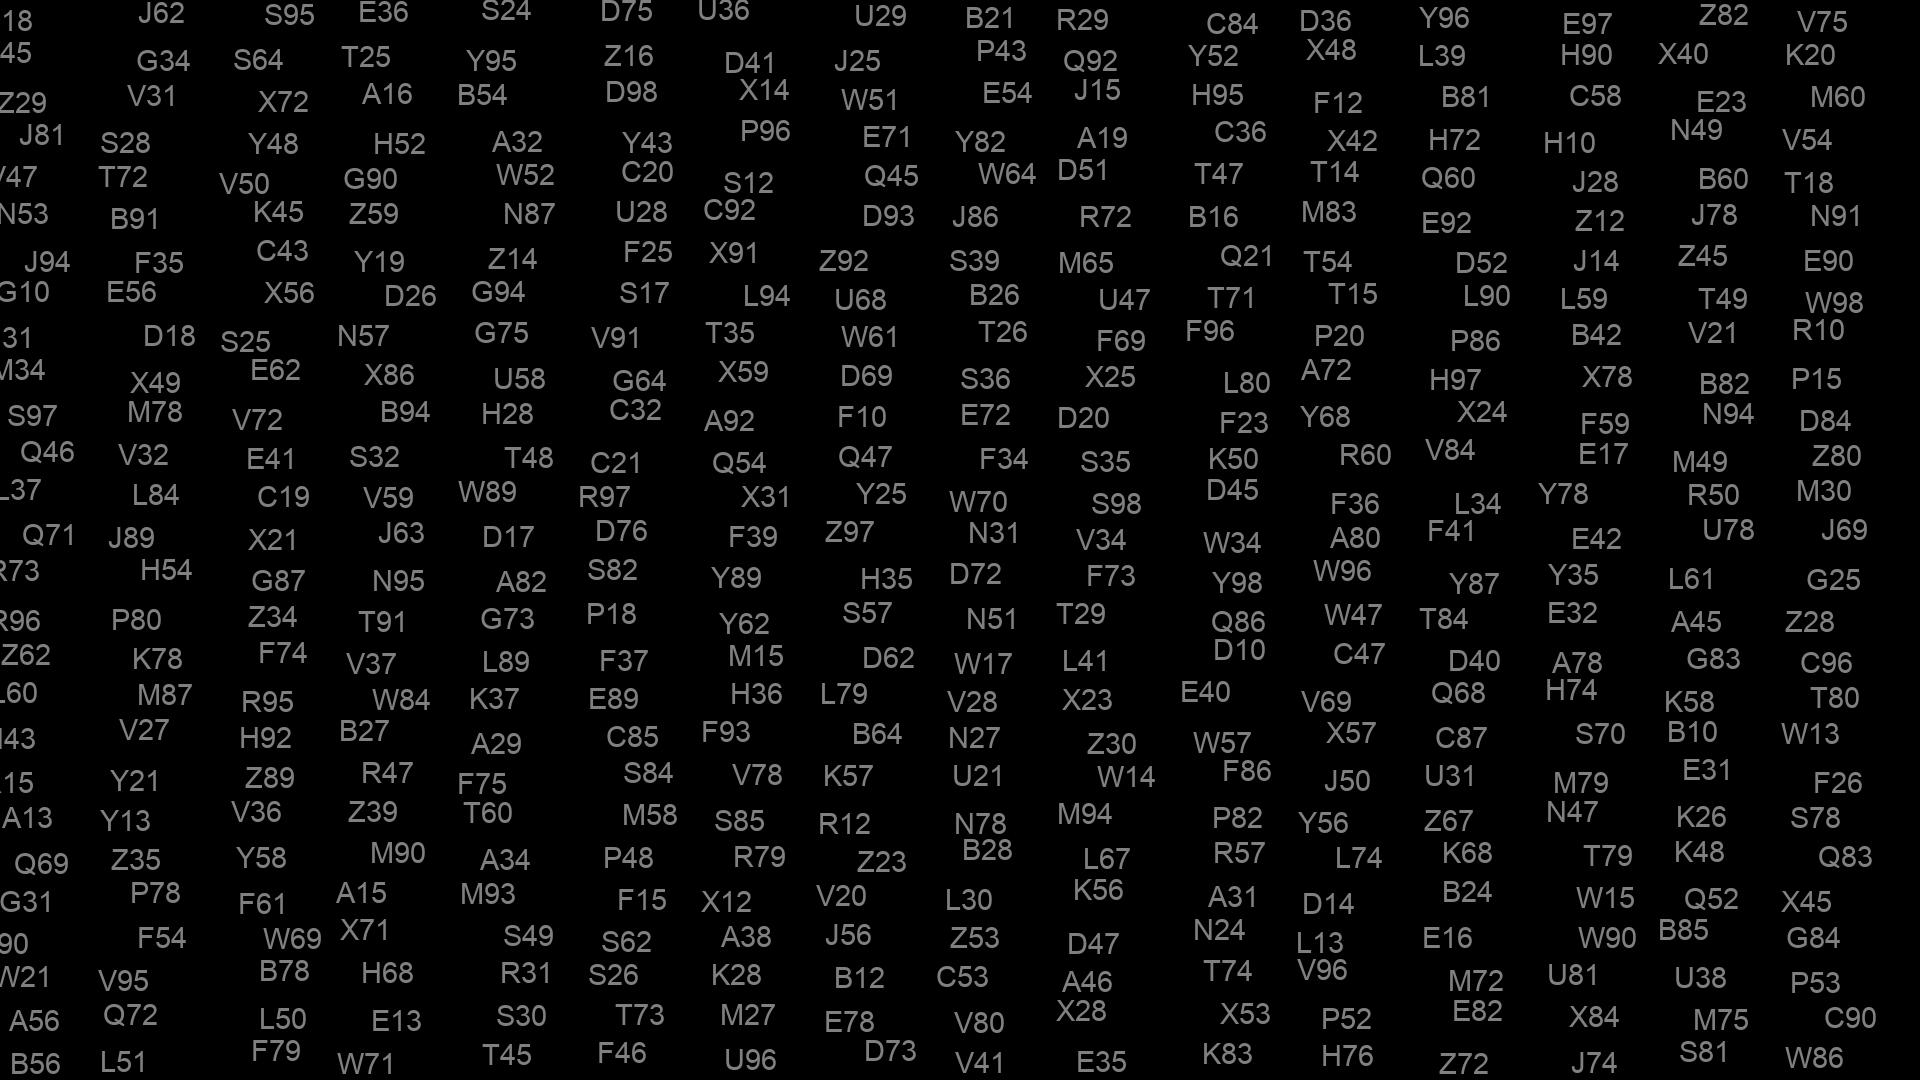 18 J62 S95 E36 S24 D75 U36 U29 B21 R29 C84 D36 Y96 E97 Z82 V75
45 G34 S64 T25 Y95 Z16 D41 J25 P43 Q92 Y52 X48 L39 H90 X40 K20
Z29 V31 X72 A16 B54 D98 X14 W51 E54 J15 H95 F12 B81 C58 E23 M60
J81 S28 Y48 H52 A32 Y43 P96 E71 Y82 A19 C36 X42 H72 H10 N49 V54
V47 T72 V50 G90 W52 C20 S12 Q45 W64 D51 T47 T14 Q60 J28 B60 T18
N53 B91 K45 Z59 N87 U28 C92 D93 J86 R72 B16 M83 E92 Z12 J78 N91
J94 F35 C43 Y19 Z14 F25 X91 Z92 S39 M65 Q21 T54 D52 J14 Z45 E90
G10 E56 X56 D26 G94 S17 L94 U68 B26 U47 T71 T15 L90 L59 T49 W98
31 D18 S25 N57 G75 V91 T35 W61 T26 F69 F96 P20 P86 B42 V21 R10
M34 X49 E62 X86 U58 G64 X59 D69 S36 X25 L80 A72 H97 X78 B82 P15
S97 M78 V72 B94 H28 C32 A92 F10 E72 D20 F23 Y68 X24 F59 N94 D84
Q46 V32 E41 S32 T48 C21 Q54 Q47 F34 S35 K50 R60 V84 E17 M49 Z80
L37 L84 C19 V59 W89 R97 X31 Y25 W70 S98 D45 F36 L34 Y78 R50 M30
Q71 J89 X21 J63 D17 D76 F39 Z97 N31 V34 W34 A80 F41 E42 U78 J69
R73 H54 G87 N95 A82 S82 Y89 H35 D72 F73 Y98 W96 Y87 Y35 L61 G25
R96 P80 Z34 T91 G73 P18 Y62 S57 N51 T29 Q86 W47 T84 E32 A45 Z28
Z62 K78 F74 V37 L89 F37 M15 D62 W17 L41 D10 C47 D40 A78 G83 C96
L60 M87 R95 W84 K37 E89 H36 L79 V28 X23 E40 V69 Q68 H74 K58 T80
43 V27 H92 B27 A29 C85 F93 B64 N27 Z30 W57 X57 C87 S70 B10 W13
15 Y21 Z89 R47 F75 S84 V78 K57 U21 W14 F86 J50 U31 M79 E31 F26
A13 Y13 V36 Z39 T60 M58 S85 R12 N78 M94 P82 Y56 Z67 N47 K26 S78
Q69 Z35 Y58 M90 A34 P48 R79 Z23 B28 L67 R57 L74 K68 T79 K48 Q83
G31 P78 F61 A15 M93 F15 X12 V20 L30 K56 A31 D14 B24 W15 Q52 X45
90 F54 W69 X71 S49 S62 A38 J56 Z53 D47 N24 L13 E16 W90 B85 G84
W21 V95 B78 H68 R31 S26 K28 B12 C53 A46 T74 V96 M72 U81 U38 P53
A56 Q72 L50 E13 S30 T73 M27 E78 V80 X28 X53 P52 E82 X84 M75 C90
B56 L51 F79 W71 T45 F46 U96 D73 V41 E35 K83 H76 Z72 J74 S81 W86